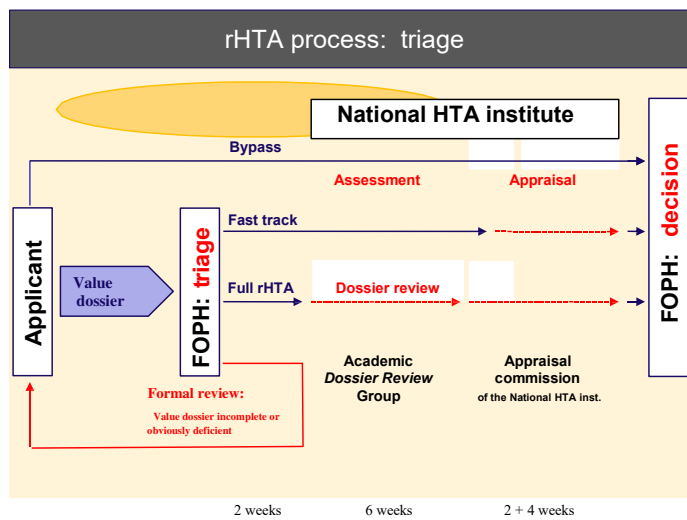 rHTA process: triage
National HTA institute
Bypass
Assessment
Appraisal
Applicant
Value
dossier
FOPH: triage
Fast track
Full rHTA
Dossier review
FOPH: decision
Formal review:
Value dossier incomplete or
obviously deficient
Academic
Dossier Review
Group
Appraisal
commission
of the National HTA inst.
2 weeks
6 weeks
2 + 4 weeks